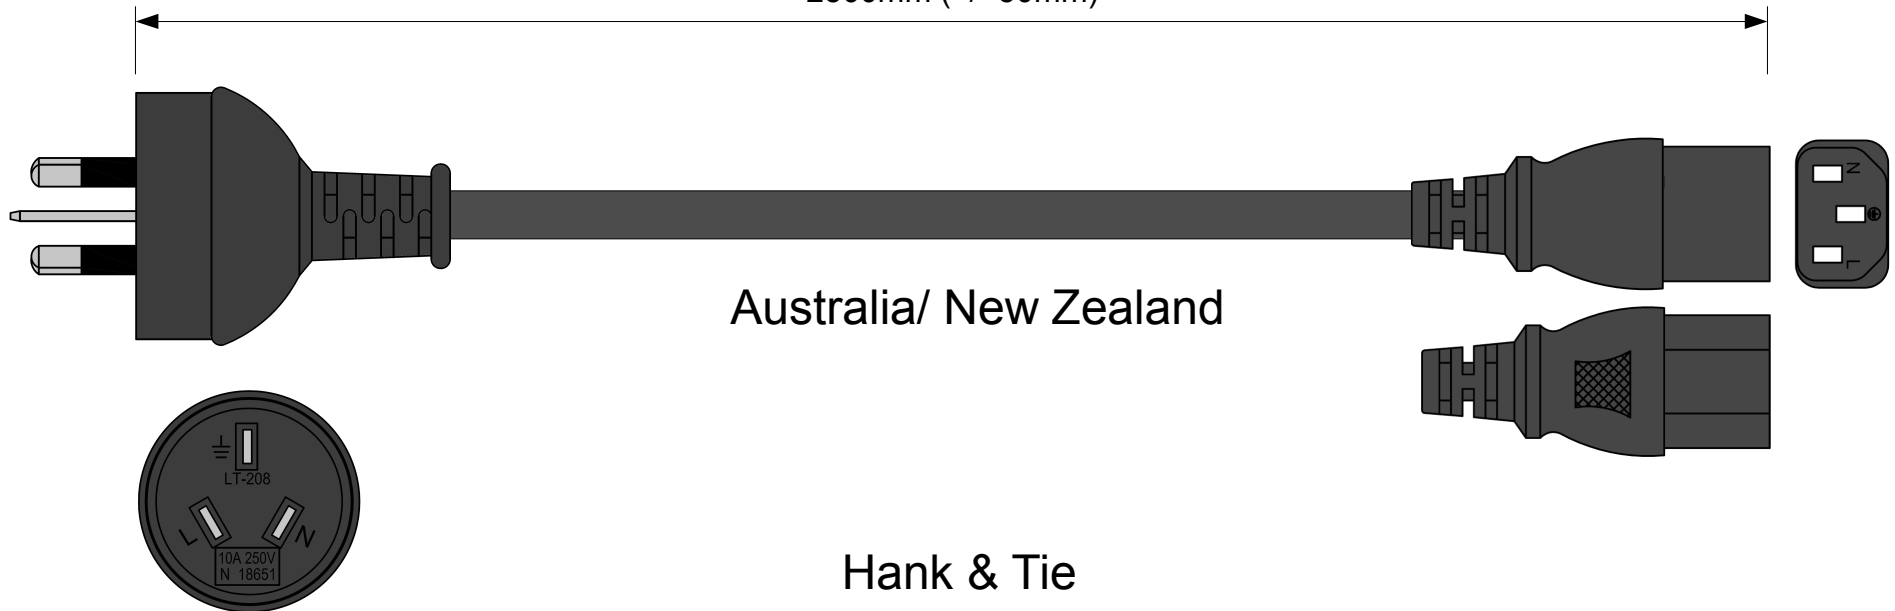 N
L
Australia/ New Zealand
LT-208
L
N
10A 250V
N 18651
Hank & Tie